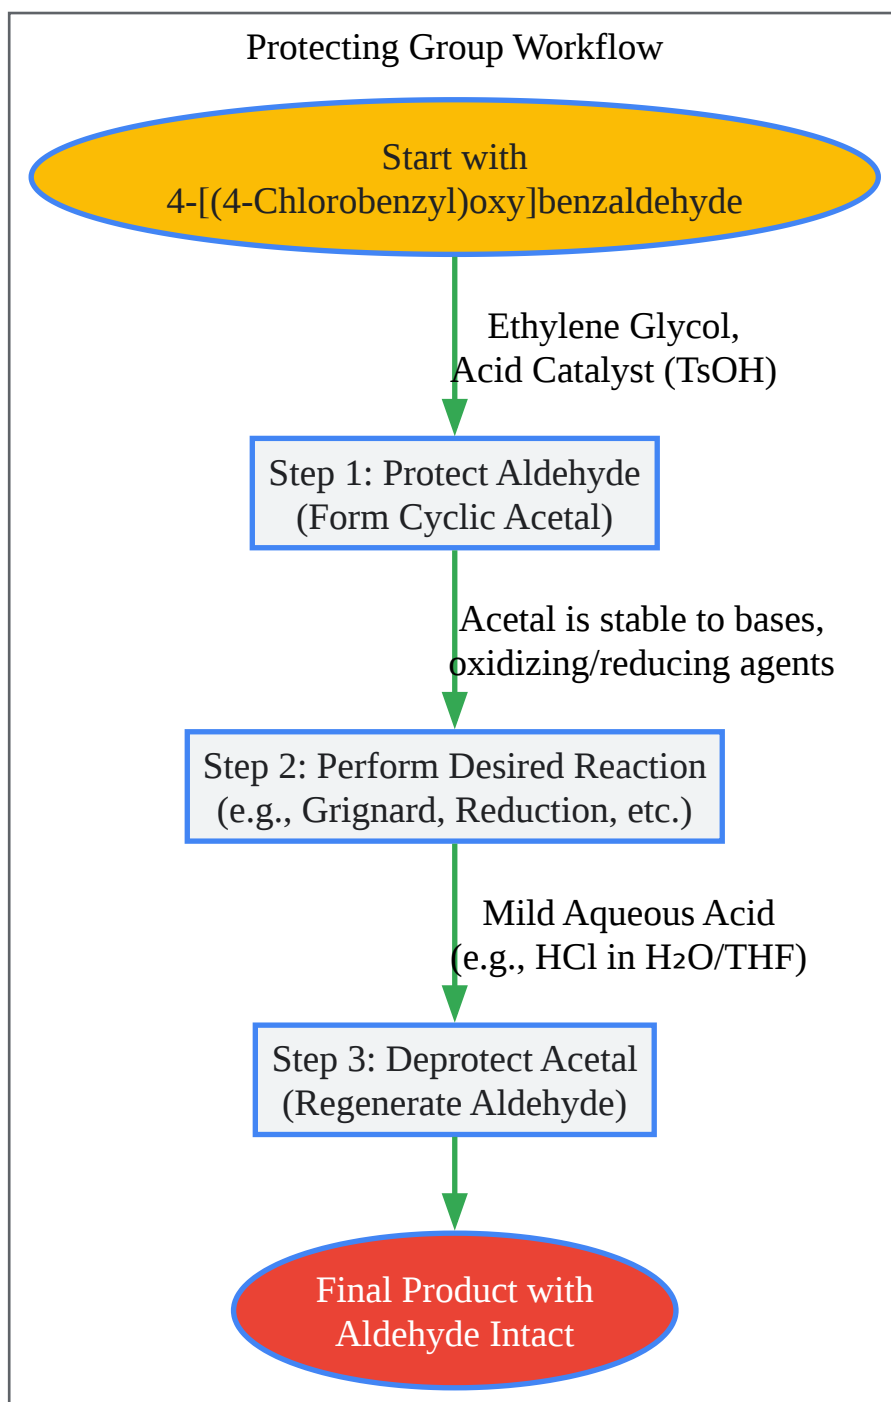 Protecting Group Workflow
Start with
4-[(4-Chlorobenzyl)oxy]benzaldehyde
Ethylene Glycol,
Acid Catalyst (TsOH)
Step 1: Protect Aldehyde
(Form Cyclic Acetal)
Acetal is stable to bases,
oxidizing/reducing agents
Step 2: Perform Desired Reaction
(e.g., Grignard, Reduction, etc.)
Mild Aqueous Acid
(e.g., HCl in H₂O/THF)
Step 3: Deprotect Acetal
(Regenerate Aldehyde)
Final Product with
Aldehyde Intact